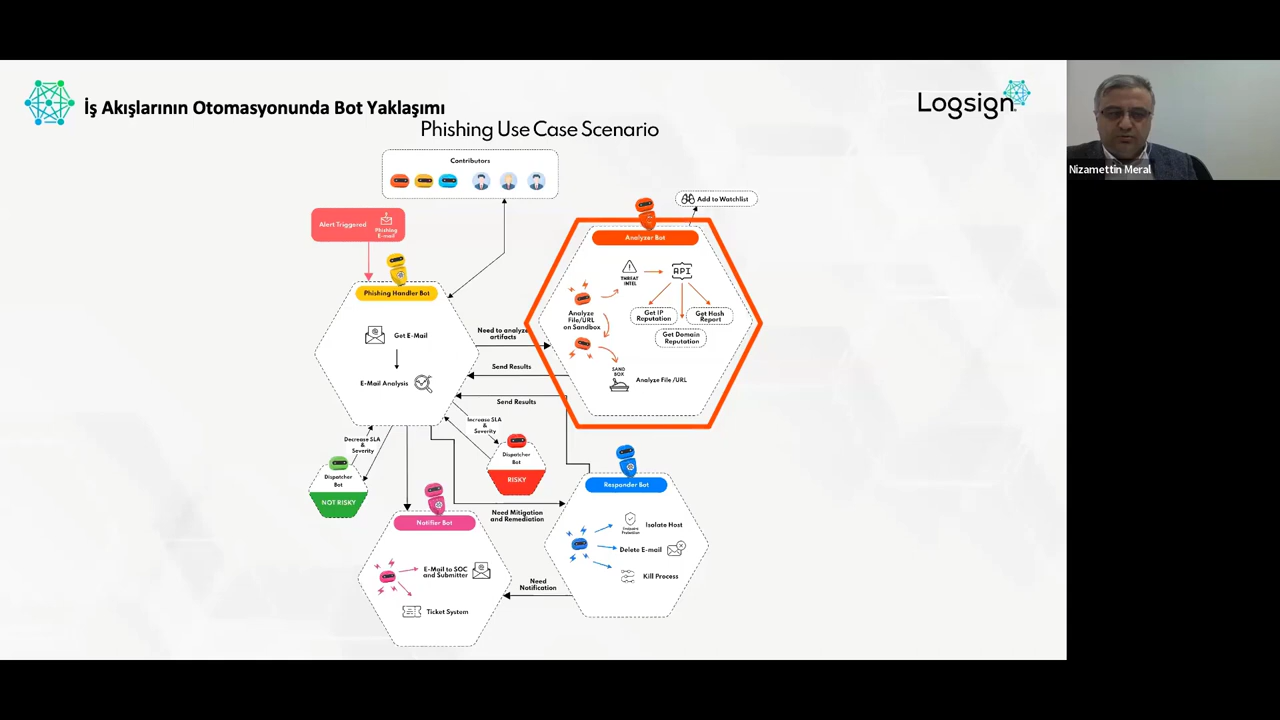 İş Akışlarının Otomasyonunda Bot Yaklaşımı
Logsign
Phishing Use Case Scenario
Nizamettin Meral
Contributors
Add to Watchlist
Alert Triggered
Phishing
E-mail
Analyzer Bot
THREAT
INTEL
API
Phishing Handler Bot
Analyze
File/URL
on Sandbox
Get IP
Reputation
Get Hash
Report
Get Domain
Reputation
Get E-Mail
Need to analyze
artifacts
Send Results
SAND
BOX
Analyze File /URL
E-Mail Analysis
Send Results
Increase SLA
&
Severity
Decrease SLA
&
Severity
Dispatcher
Bot
RISKY
Dispatcher
Bot
NOT RISKY
Responder Bot
Need Mitigation
and Remediation
Notifier Bot
Endpoint
Protection
Isolate Host
Delete E-mail
Kill Process
E-Mail to SOC
and Submitter
Need
Notification
Ticket System